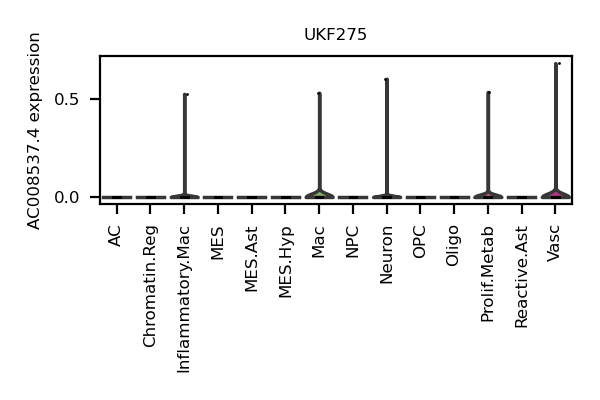 UKF275
AC008537.4 expression
0.5
0.0
AC
Chromatin.Reg
Inflammatory.Mac
MES
MES.Ast
MES.Hyp
Mac
NPC
Neuron
OPC
Oligo
Prolif.Metab
Reactive.Ast
Vasc